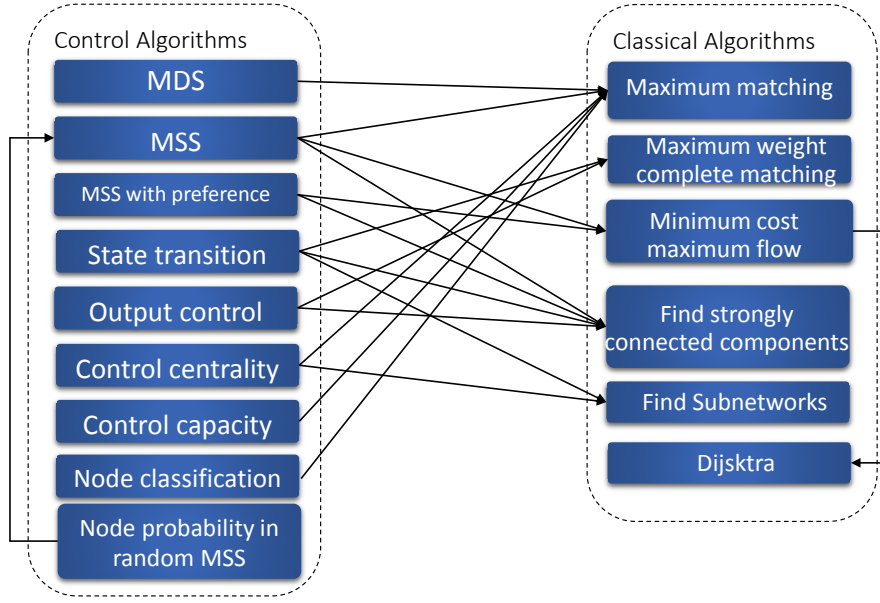 Control Algorithms
MDS
MSS
MSS with preference
State transition
Output control
Control centrality
Control capacity
Node classification
Node probability in
random MSS
Classical Algorithms
Maximum matching
Maximum weight
complete matching
Minimum cost
maximum flow
Find strongly
connected components
Find Subnetworks
Dijsktra